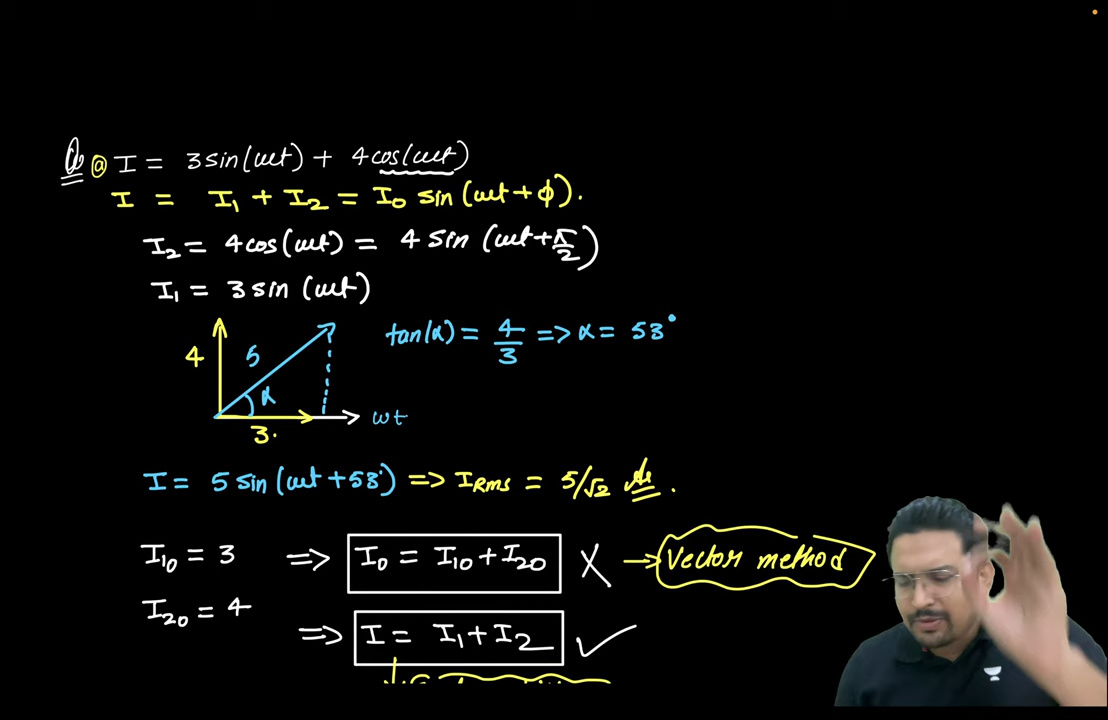 Q ⓐ I = 3sin(ωt) + 4cos(ωt)
I = I₁ + I₂ = I₀ sin(ωt + ϕ).
I₂ = 4cos(ωt) = 4 sin (ωt + π/2)
I₁ = 3 sin (ωt)
tan(α) = 4/3 => α = 53°
4
5
α
ωt
3.
I = 5 sin(ωt + 53°) => I_Rms = 5/√2 As.
I₁₀ = 3 => I₀ = I₁₀ + I₂₀ X → Vector method
I₂₀ = 4
=> I = I₁ + I₂ ✓